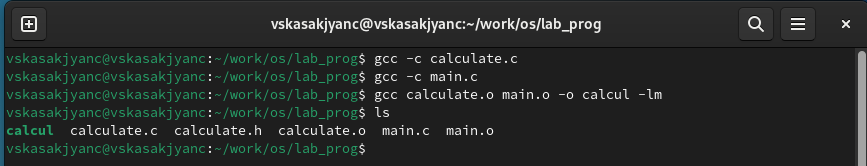 vskasakjyanc@vskasakjyanc:~/work/os/lab_prog
vskasakjyanc@vskasakjyanc:~/work/os/lab_prog$ gcc -c calculate.c
vskasakjyanc@vskasakjyanc:~/work/os/lab_prog$ gcc -c main.c
vskasakjyanc@vskasakjyanc:~/work/os/lab_prog$ gcc calculate.o main.o -o calcul -lm
vskasakjyanc@vskasakjyanc:~/work/os/lab_prog$ ls
calcul  calculate.c  calculate.h  calculate.o  main.c  main.o
vskasakjyanc@vskasakjyanc:~/work/os/lab_prog$